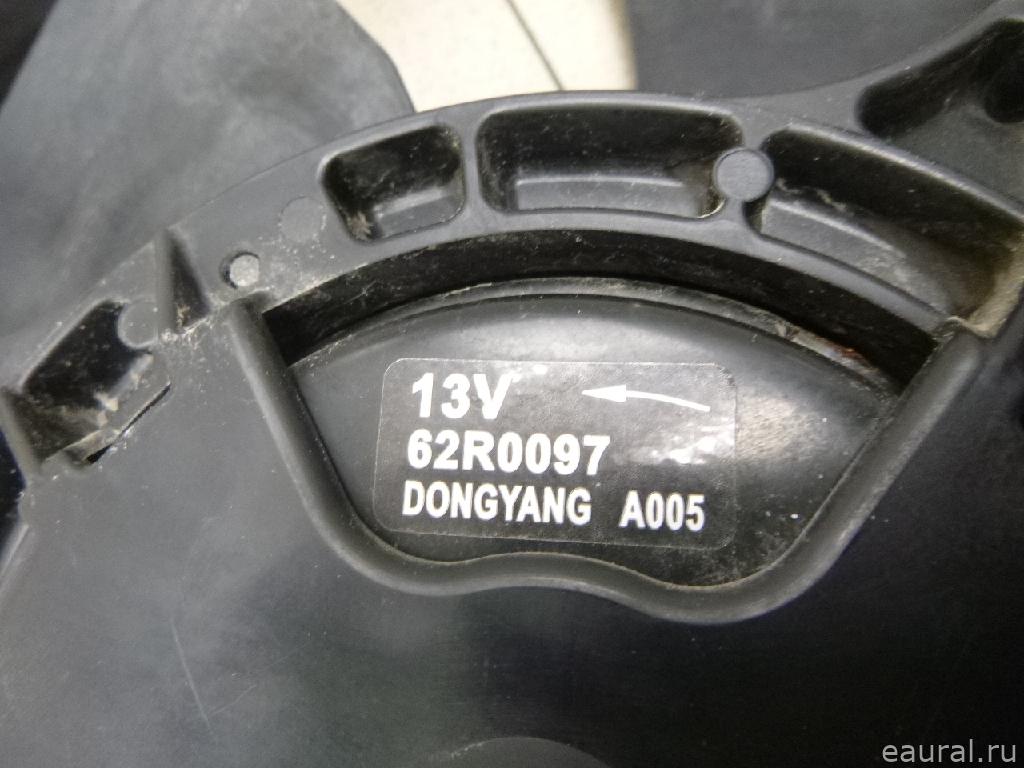 13V
62R0097
DONGYANG A005
eaural.ru